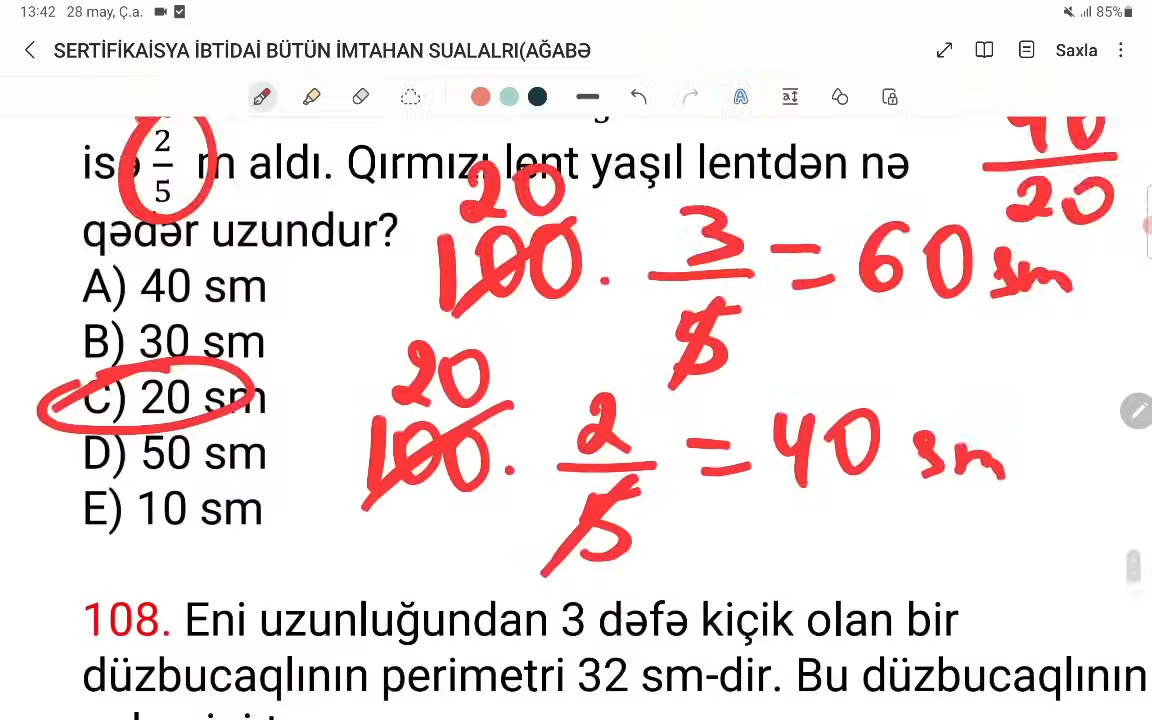 13:42 28 may, Ç.a. 85%
SERTİFİKAİSYA İBTİDAİ BÜTÜN İMTAHAN SUALALRI(AĞABƏ
Saxla
isə 2/5 m aldı. Qırmızı lent yaşıl lentdən nə
qədər uzundur?
40
20
20
100 · 3/5 = 60 sm
A) 40 sm
B) 30 sm
C) 20 sm
D) 50 sm
E) 10 sm
20
100 · 2/5 = 40 sm
108. Eni uzunluğundan 3 dəfə kiçik olan bir
düzbucaqlının perimetri 32 sm-dir. Bu düzbucaqlının